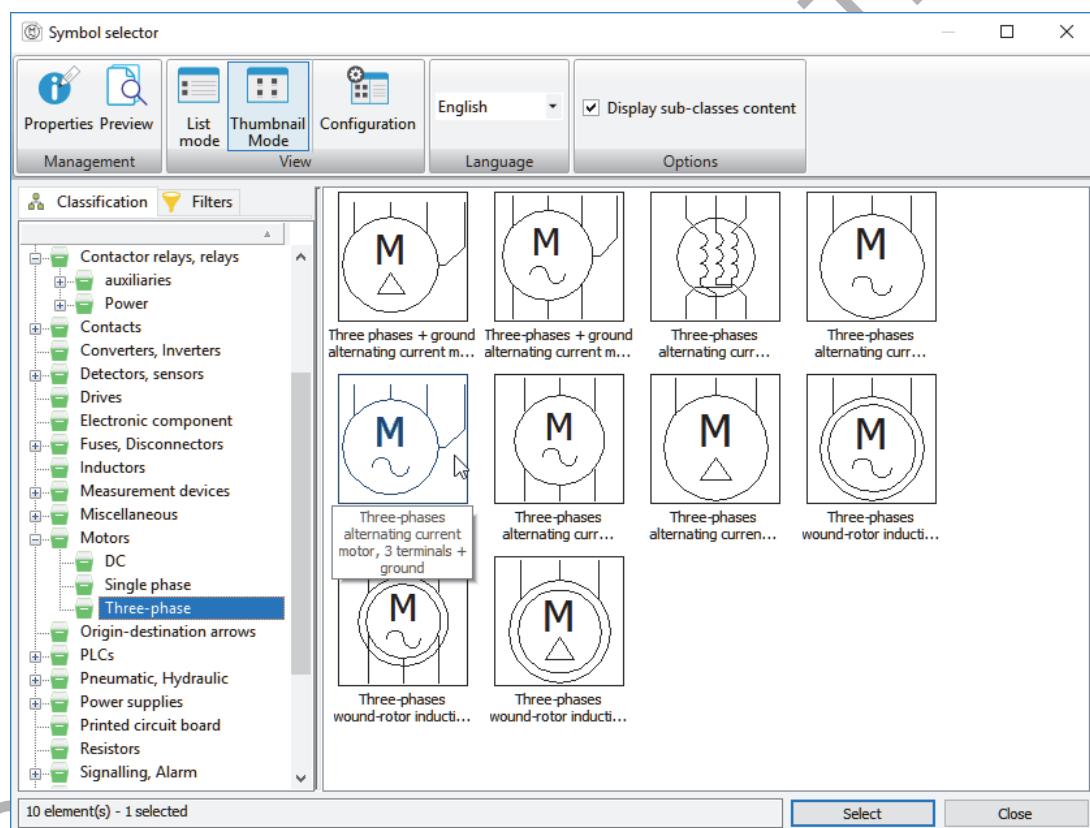 Symbol selector
Properties Preview
List mode
Thumbnail Mode
Configuration
English
Display sub-classes content
Management
View
Language
Options
Classification
Filters
Contactor relays, relays
auxiliaries
Power
Contacts
Converters, Inverters
Detectors, sensors
Drives
Electronic component
Fuses, Disconnectors
Inductors
Measurement devices
Miscellaneous
Motors
DC
Single phase
Three-phase
Origin-destination arrows
PLCs
Pneumatic, Hydraulic
Power supplies
Printed circuit board
Resistors
Signalling, Alarm
M
M
M
Three phases + ground
alternating current m...
Three-phases + ground
alternating current m...
Three-phases
alternating curr...
Three-phases
alternating curr...
M
M
M
M
Three-phases
alternating current
motor, 3 terminals +
ground
Three-phases
alternating curr...
Three-phases
alternating curren...
Three-phases
wound-rotor inducti...
M
M
Three-phases
wound-rotor inducti...
Three-phases
wound-rotor inducti...
10 element(s) - 1 selected
Select
Close